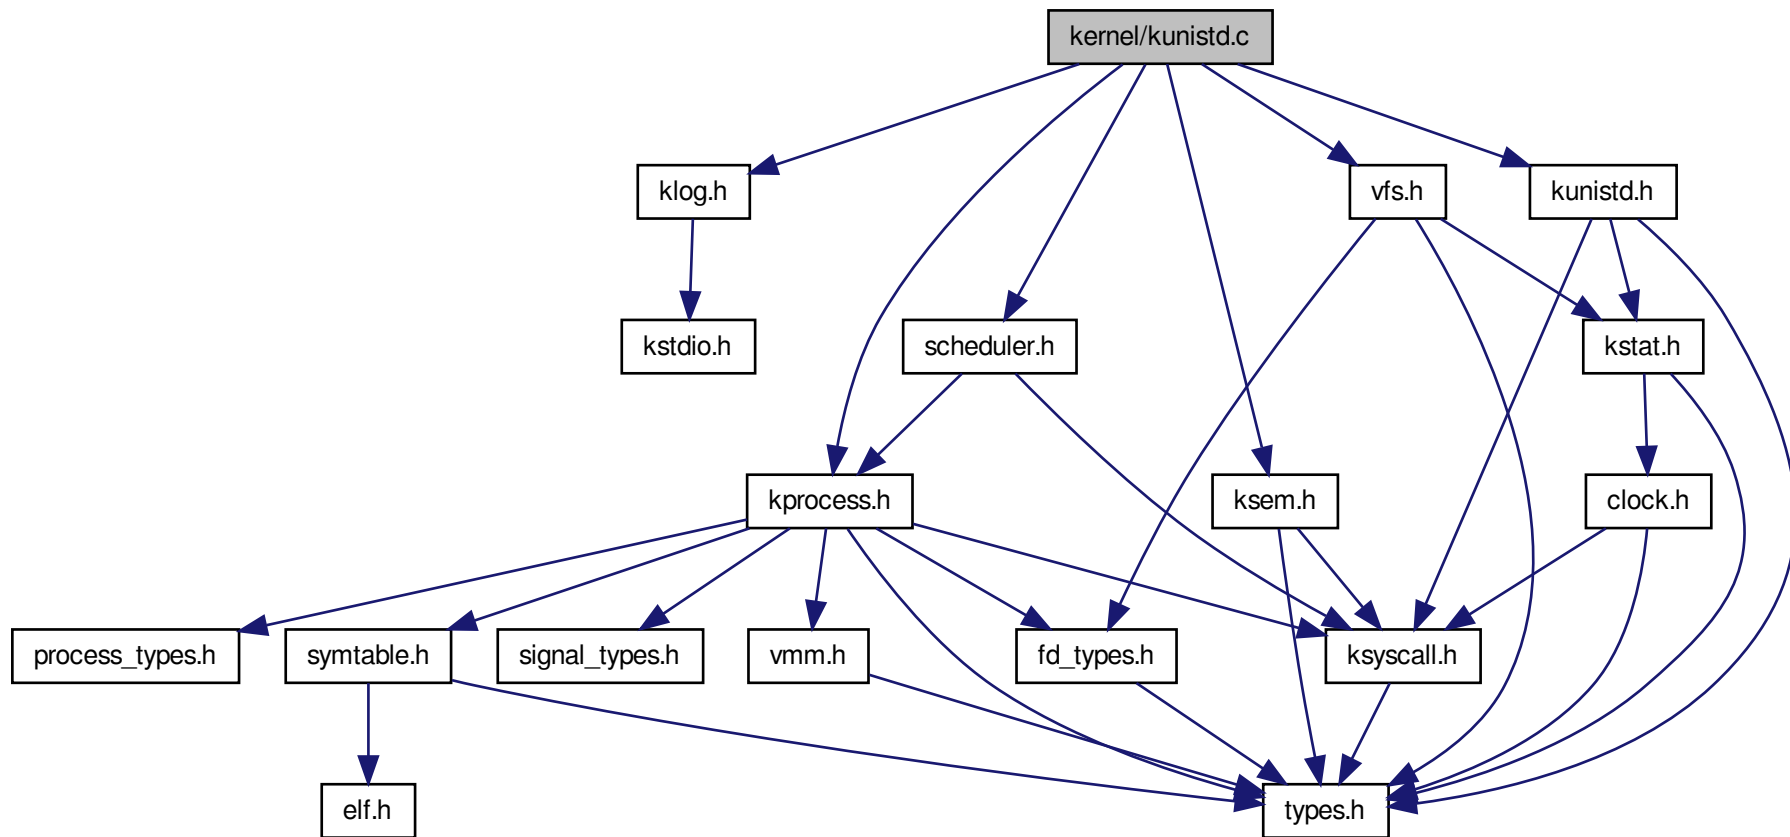 kernel/kunistd.c
klog.h
vfs.h
kunistd.h
kstdio.h
scheduler.h
kstat.h
kprocess.h
ksem.h
clock.h
process_types.h
symtable.h
signal_types.h
vmm.h
fd_types.h
ksyscall.h
elf.h
types.h